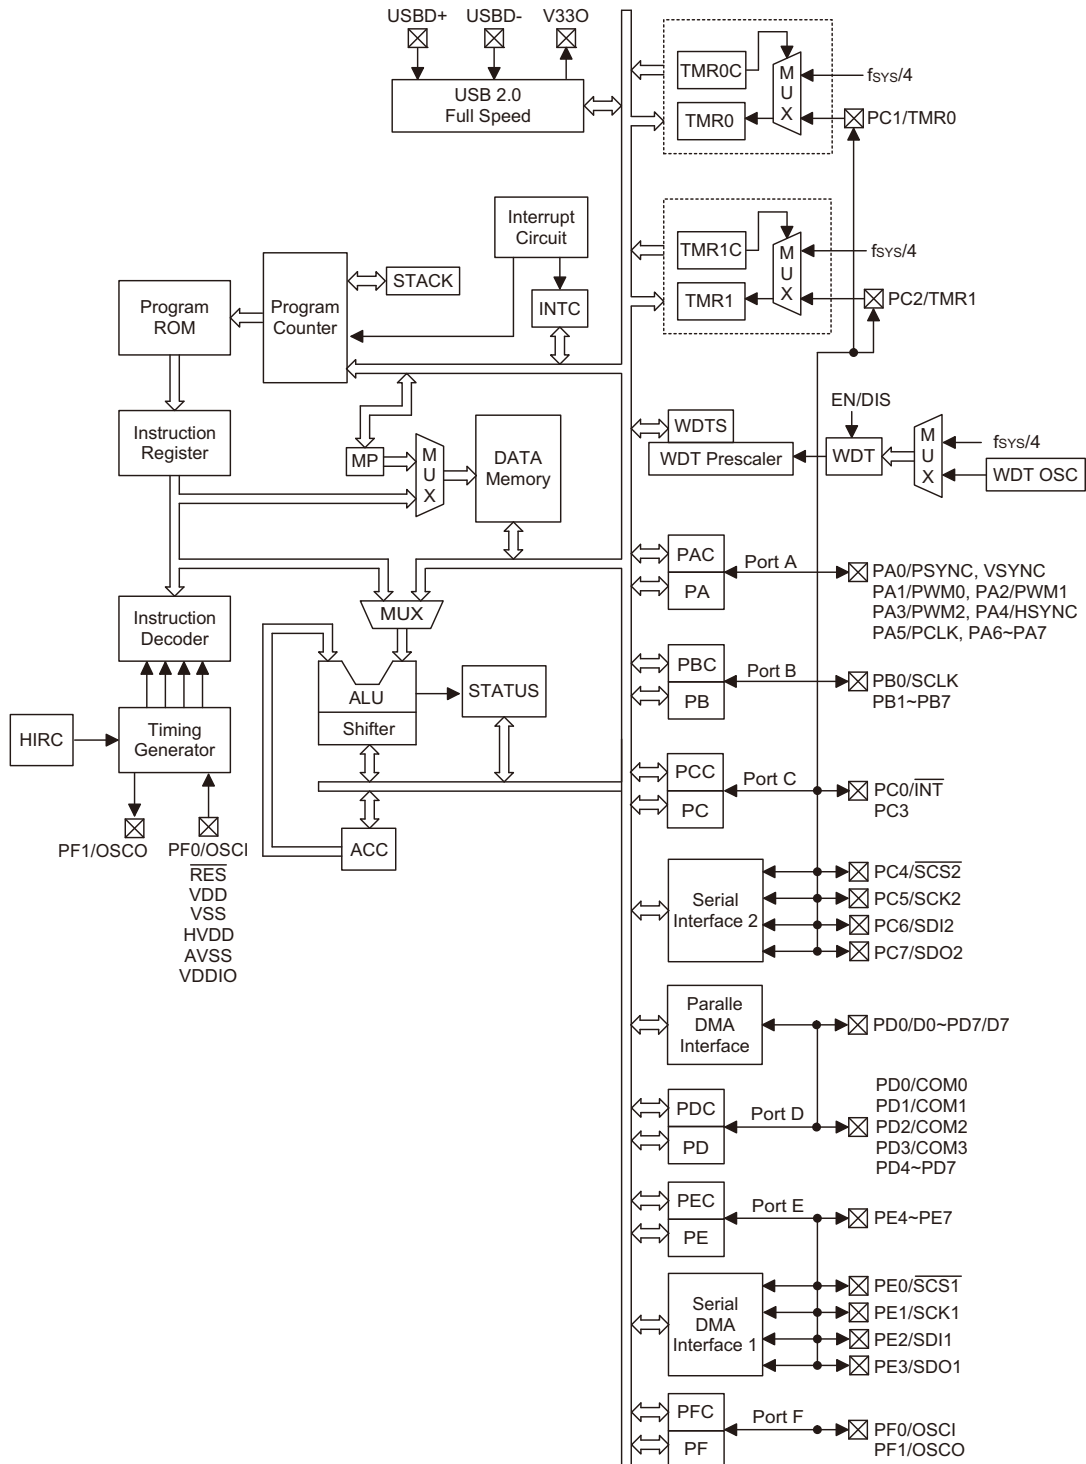 USBD+ USBD- V33O
USB 2.0
Full Speed
TMR0C
TMR0
MUX
fSYS/4
PC1/TMR0
TMR1C
TMR1
MUX
fSYS/4
PC2/TMR1
Interrupt
Circuit
STACK
INTC
Program
ROM
Program
Counter
Instruction
Register
MP
MUX
DATA
Memory
EN/DIS
WDTS
WDT Prescaler
WDT
MUX
fSYS/4
WDT OSC
PAC
PA
Port A
PA0/PSYNC, VSYNC
PA1/PWM0, PA2/PWM1
PA3/PWM2, PA4/HSYNC
PA5/PCLK, PA6~PA7
Instruction
Decoder
MUX
ALU
Shifter
STATUS
PBC
PB
Port B
PB0/SCLK
PB1~PB7
HIRC
Timing
Generator
PF1/OSCO
PF0/OSCI
RES
VDD
VSS
HVDD
AVSS
VDDIO
ACC
PCC
PC
Port C
PC0/INT
PC3
Serial
Interface 2
PC4/SCS2
PC5/SCK2
PC6/SDI2
PC7/SDO2
Paralle
DMA
Interface
PD0/D0~PD7/D7
PDC
PD
Port D
PD0/COM0
PD1/COM1
PD2/COM2
PD3/COM3
PD4~PD7
PEC
PE
Port E
PE4~PE7
Serial
DMA
Interface 1
PE0/SCS1
PE1/SCK1
PE2/SDI1
PE3/SDO1
PFC
PF
Port F
PF0/OSCI
PF1/OSCO